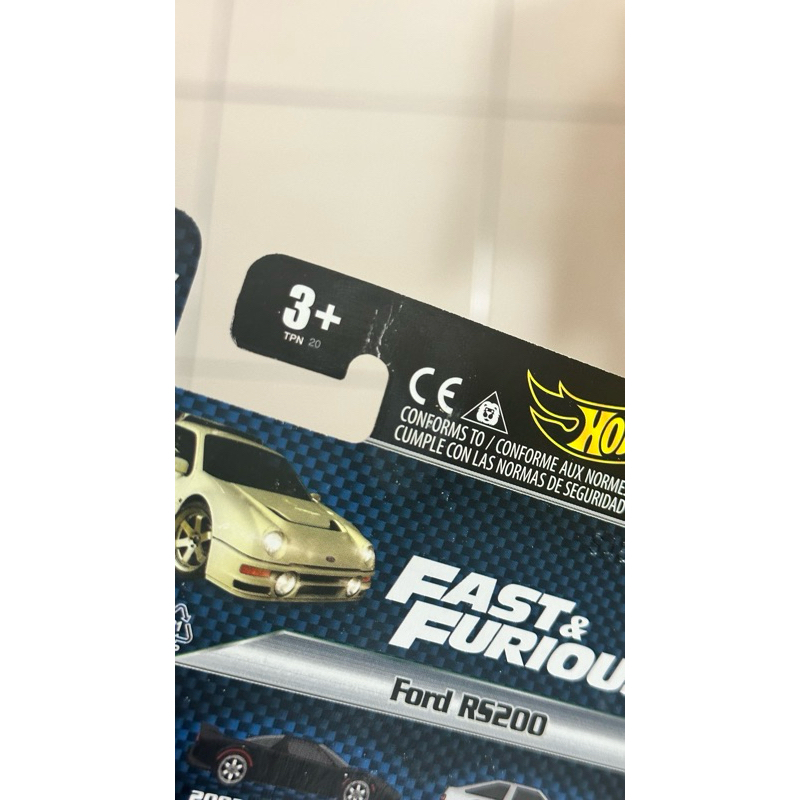 3+
TPN 20
CE
HO
CONFORMS TO / CONFORME AUX NORME
CUMPLE CON LAS NORMAS DE SEGURIDAD
FAST &
FURIOU
Ford RS200